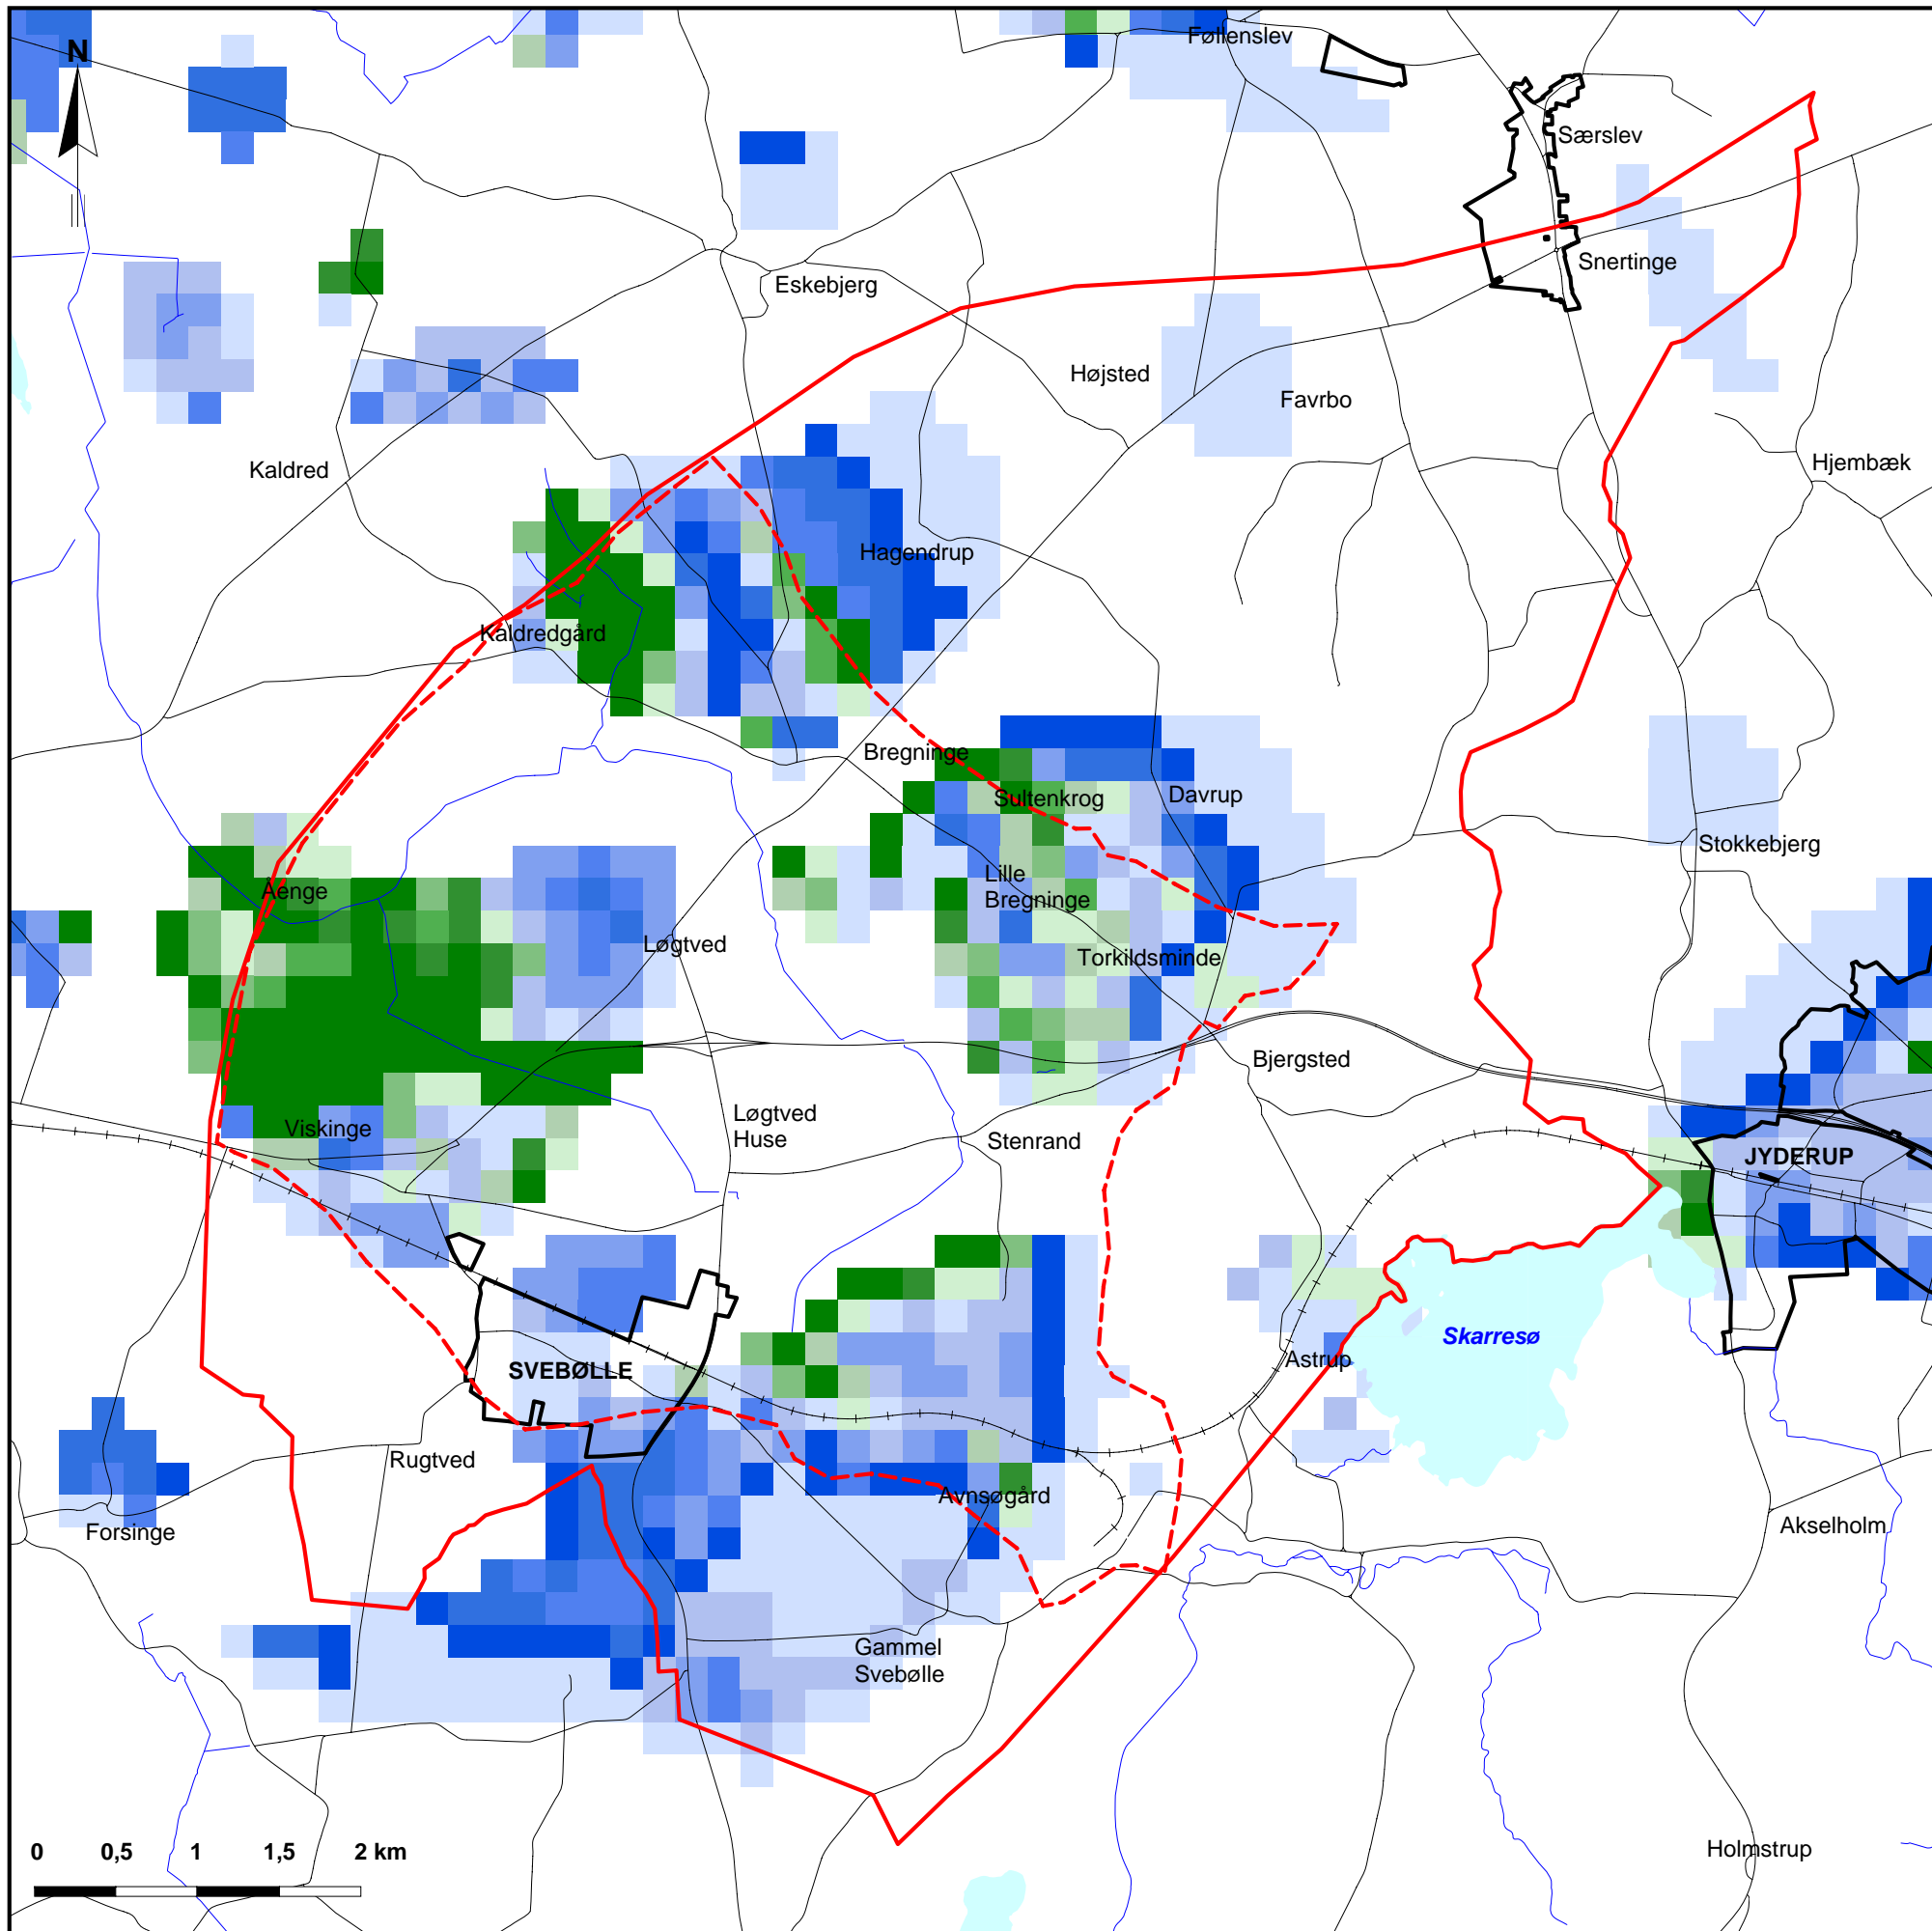 Føllenslev
N
Særslev
Snertinge
Eskebjerg
Højsted
Favrbo
Kaldred
Hjembæk
Hagendrup
Kaldredgård
Bregninge
Sultenkrog
Davrup
Stokkebjerg
Åenge
Lille
Bregninge
Løgtved
Torkildsminde
Bjergsted
Viskinge
Løgtved
Huse
Stenrand
JYDERUP
Skarresø
SVEBØLLE
Astrup
Rugtved
Avnsøgård
Forsinge
Akselholm
Gammel
Svebølle
Holmstrup
0 0,5 1 1,5 2 km